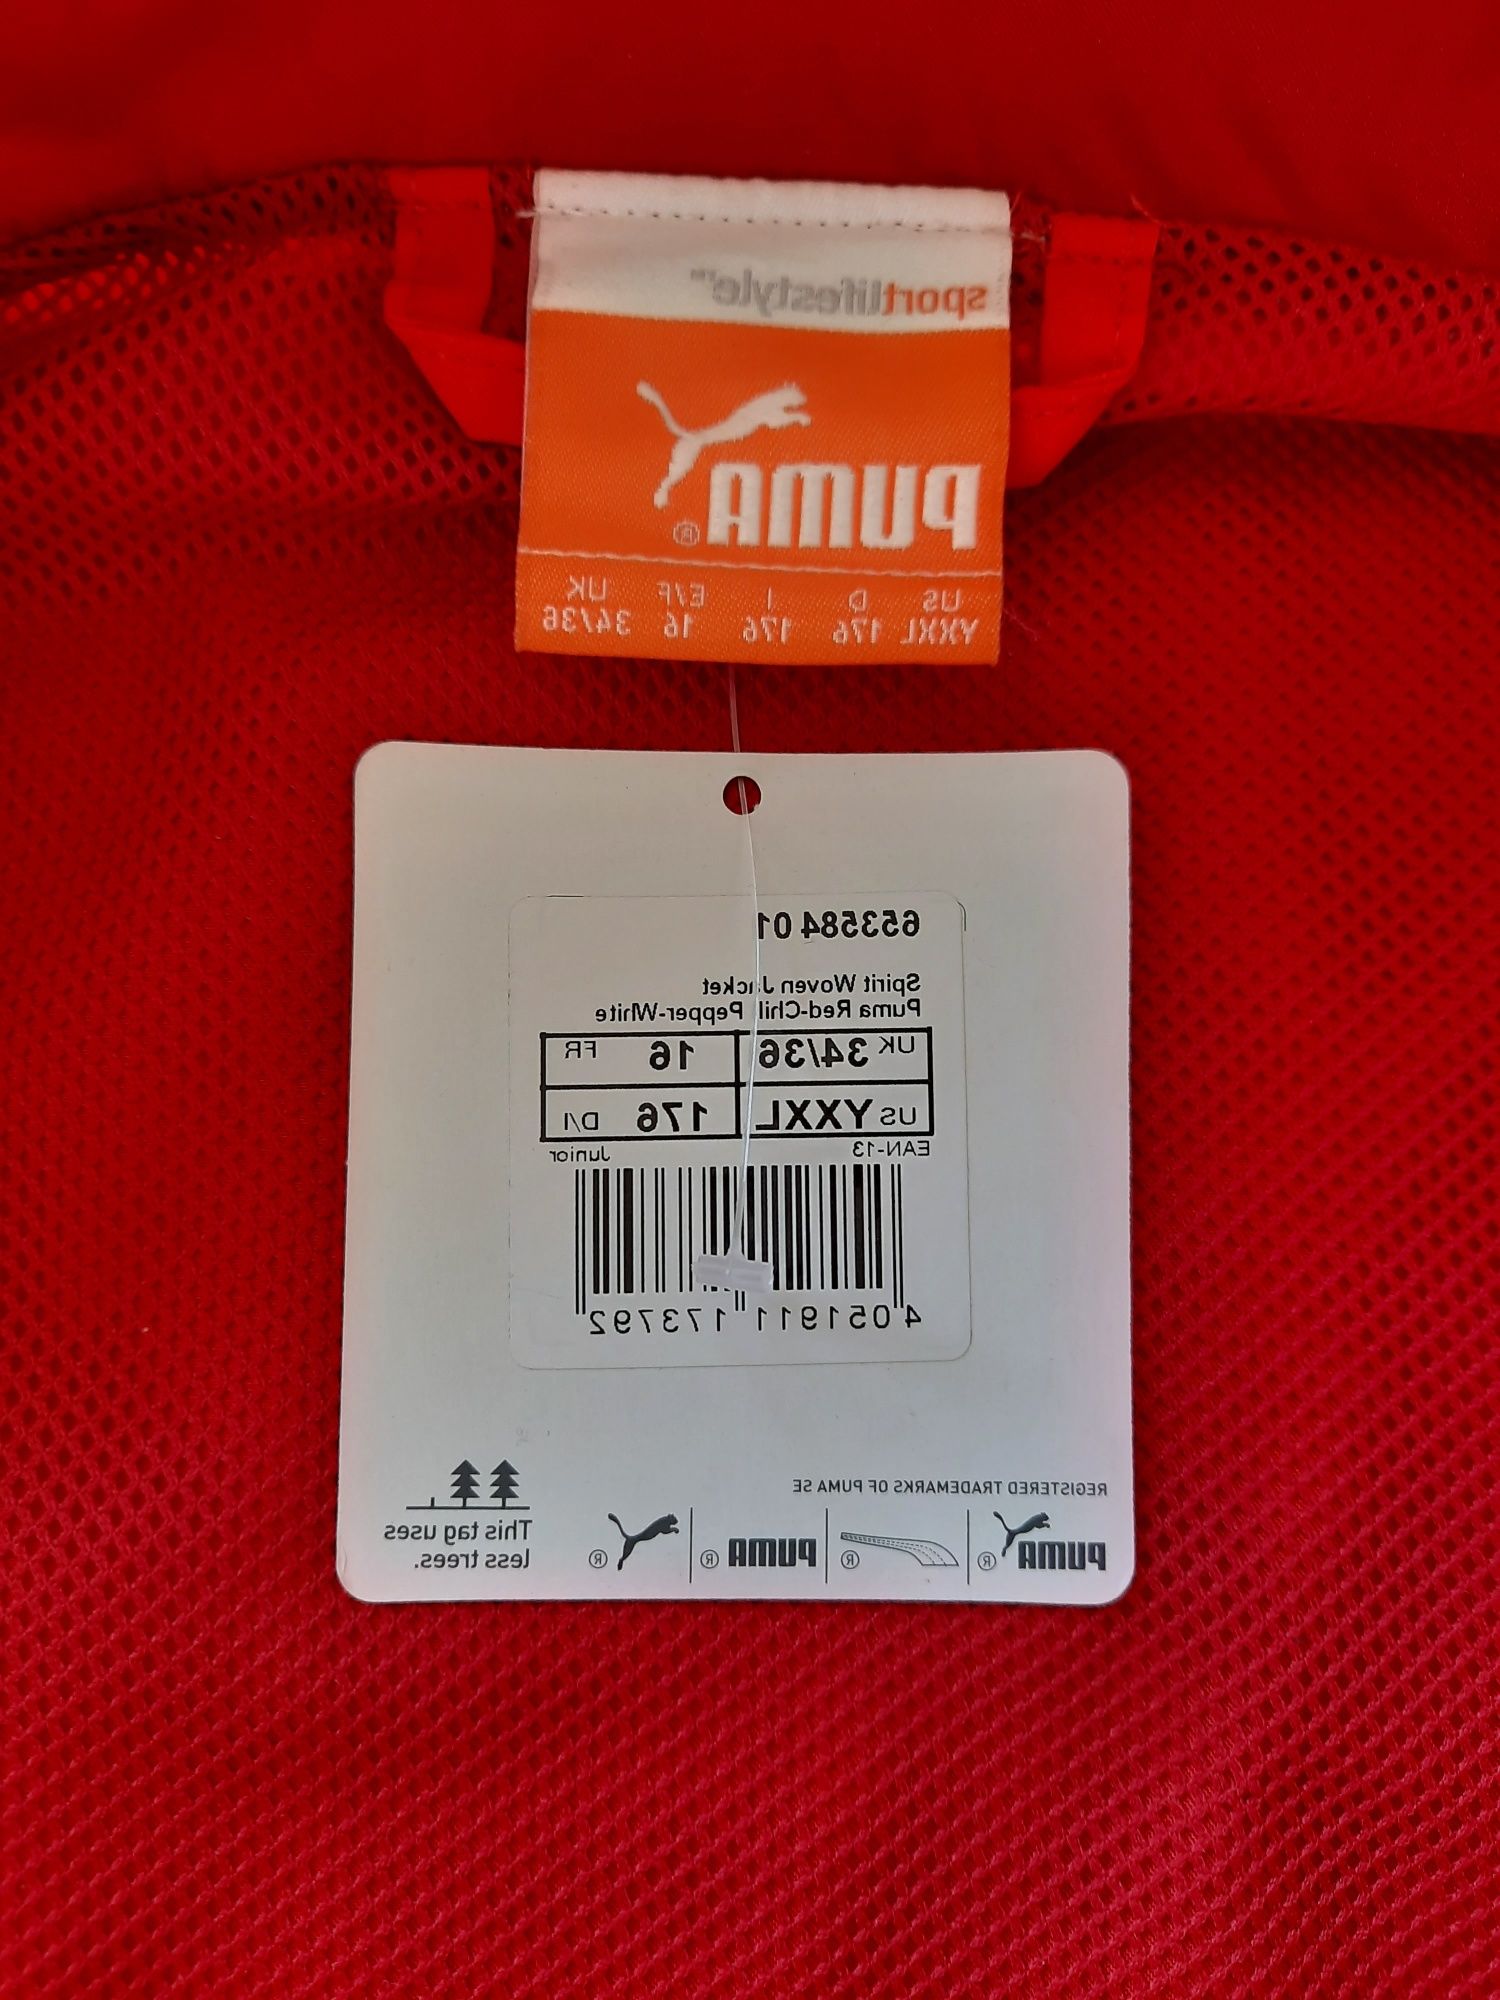 sportlifestyle™
PUMA®
US D I E/F UK
YXXL 176 176 16 34/36
653584 01
Spirit Woven Jacket
Puma Red-Chili Pepper-White
UK 34/36 16 FR
US YXXL 176 D/I
EAN-13 Junior
4 051911 173792
REGISTERED TRADEMARKS OF PUMA SE
PUMA® ® PUMA® ®
This tag uses
less trees.